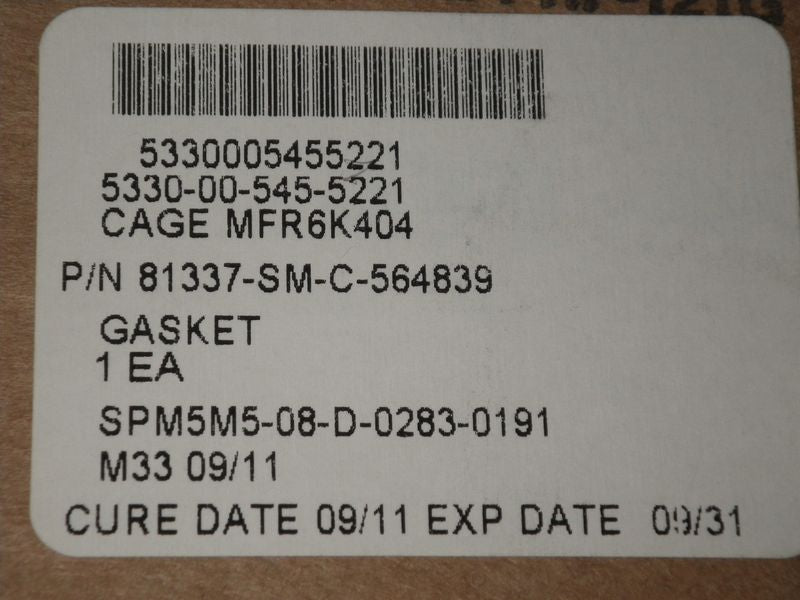 5330005455221
5330-00-545-5221
CAGE MFR6K404
P/N 81337-SM-C-564839
GASKET
1 EA
SPM5M5-08-D-0283-0191
M33 09/11
CURE DATE 09/11 EXP DATE 09/31